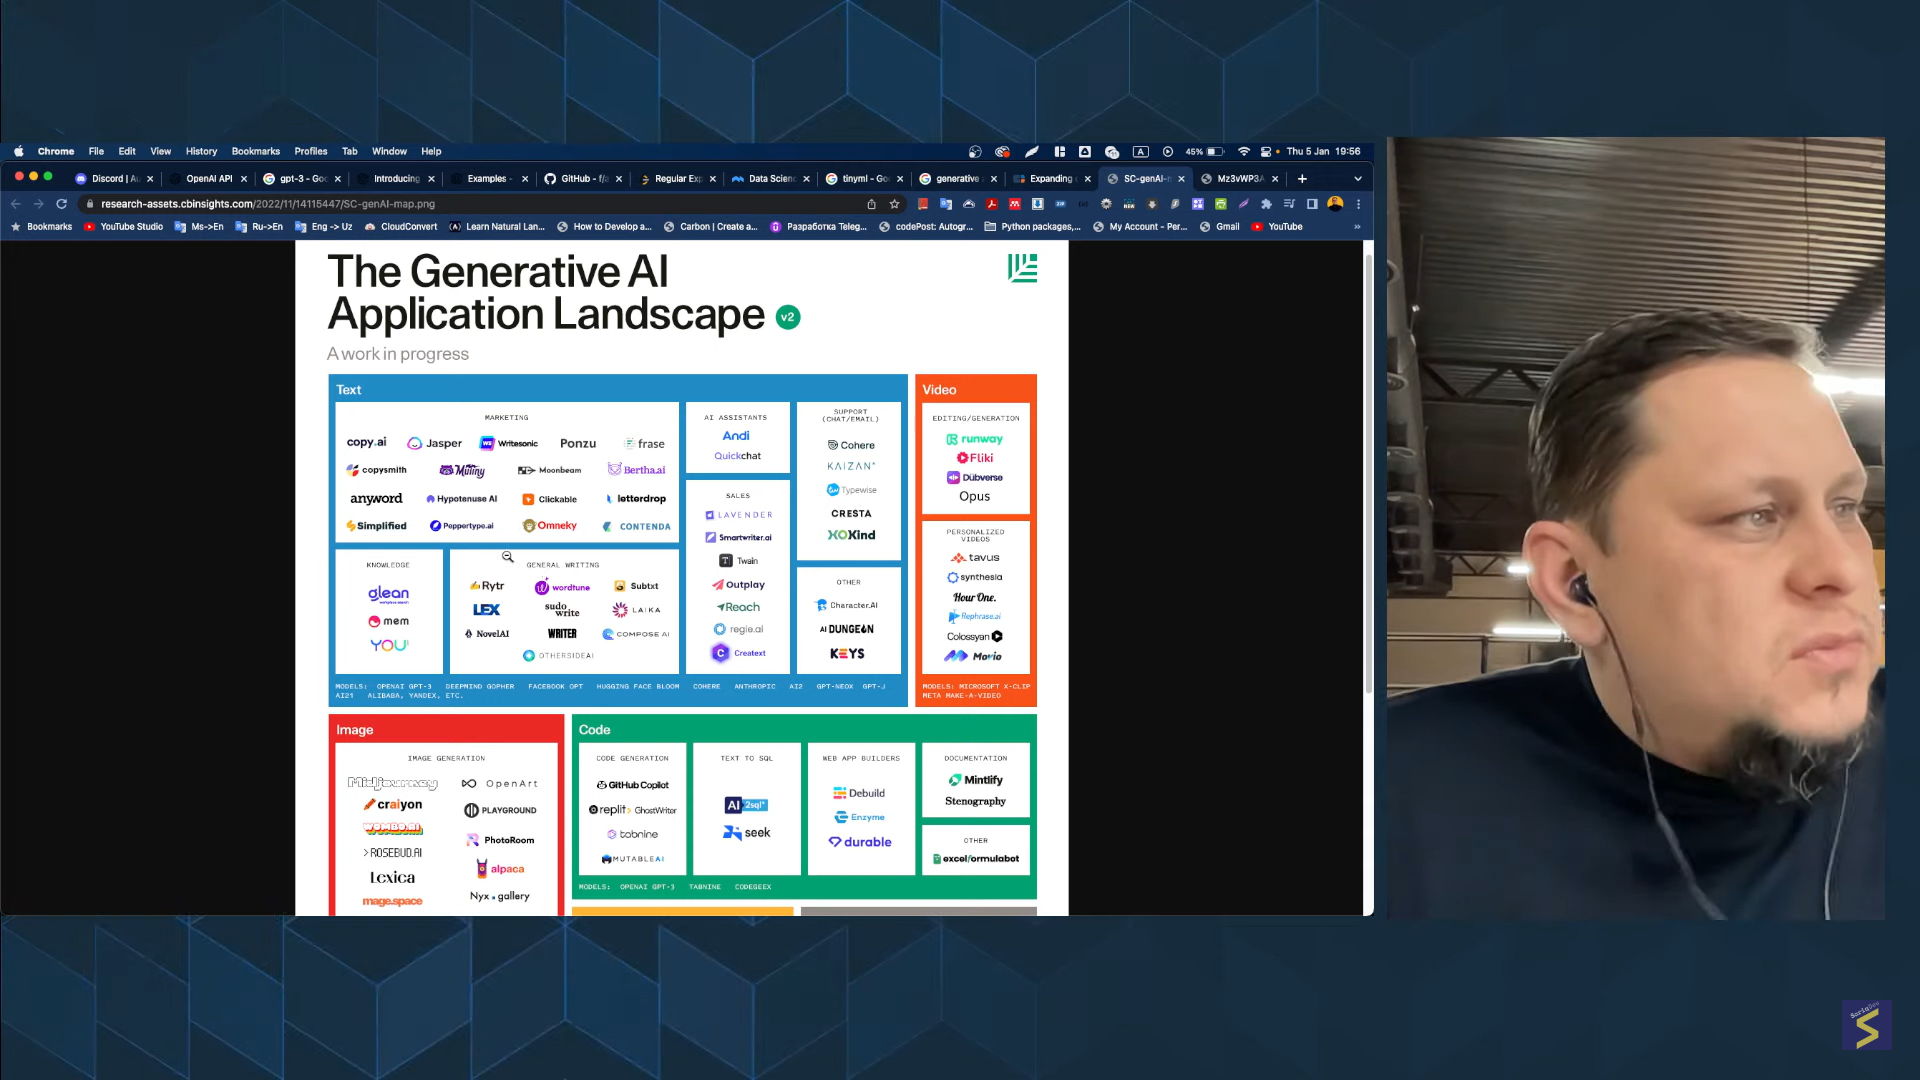 Chrome File Edit View History Bookmarks Profiles Tab Window Help
A 45% Thu 5 Jan 19:56
Discord | Au OpenAI API gpt-3 - Goo Introducing Examples - GitHub - f/a Regular Exp Data Scienc tinyml - Go generative Expanding SC-genAI-m Mz3vWP3A
research-assets.cbinsights.com/2022/11/14115447/SC-genAI-map.png
Bookmarks YouTube Studio Ms->En Ru->En Eng -> Uz CloudConvert Learn Natural Lan... How to Develop a... Carbon | Create a... Разработка Teleg... codePost: Autogr... Python packages,... My Account - Per... Gmail YouTube »
The Generative AI
Application Landscape v2
A work in progress
Text
MARKETING
copy.ai Jasper Writesonic Ponzu frase
copysmith Mutiny Moonbeam Bertha.ai
anyword Hypotenuse AI Clickable letterdrop
Simplified Peppertype.ai Omneky CONTENDA
KNOWLEDGE
glean
mem
YOU
GENERAL WRITING
Rytr wordtune Subtxt
LEX sudo write LAIKA
NovelAI WRITER COMPOSE AI
OTHERSIDEAI
AI ASSISTANTS
Andi
Quickchat
SALES
LAVENDER
Smartwriter.ai
Twain
Outplay
Reach
regie.ai
Creatext
SUPPORT
(CHAT/EMAIL)
Cohere
KAIZAN
Typewise
CRESTA
XOKind
OTHER
Character.AI
AI DUNGEON
KEYS
MODELS: OPENAI GPT-3 DEEPMIND GOPHER FACEBOOK OPT HUGGING FACE BLOOM COHERE ANTHROPIC AI2 GPT-NEOX GPT-J
AI21 ALIBABA, YANDEX, ETC.
Video
EDITING/GENERATION
runway
Fliki
Dubverse
Opus
PERSONALIZED
VIDEOS
tavus
synthesia
Hour One.
Rephrase.ai
Colossyan
Movio
MODELS: MICROSOFT X-CLIP
META MAKE-A-VIDEO
Image
IMAGE GENERATION
Midjourney OpenArt
craiyon PLAYGROUND
WOMBO.AI PhotoRoom
>ROSEBUD.AI alpaca
Lexica Nyx.gallery
mage.space
Code
CODE GENERATION
GitHub Copilot
replit GhostWriter
tabnine
MUTABLEAI
TEXT TO SQL
AI 2sql
seek
WEB APP BUILDERS
Debuild
Enzyme
durable
DOCUMENTATION
Mintlify
Stenography
OTHER
excelformulabot
MODELS: OPENAI GPT-3 TABNINE CODEGEEX